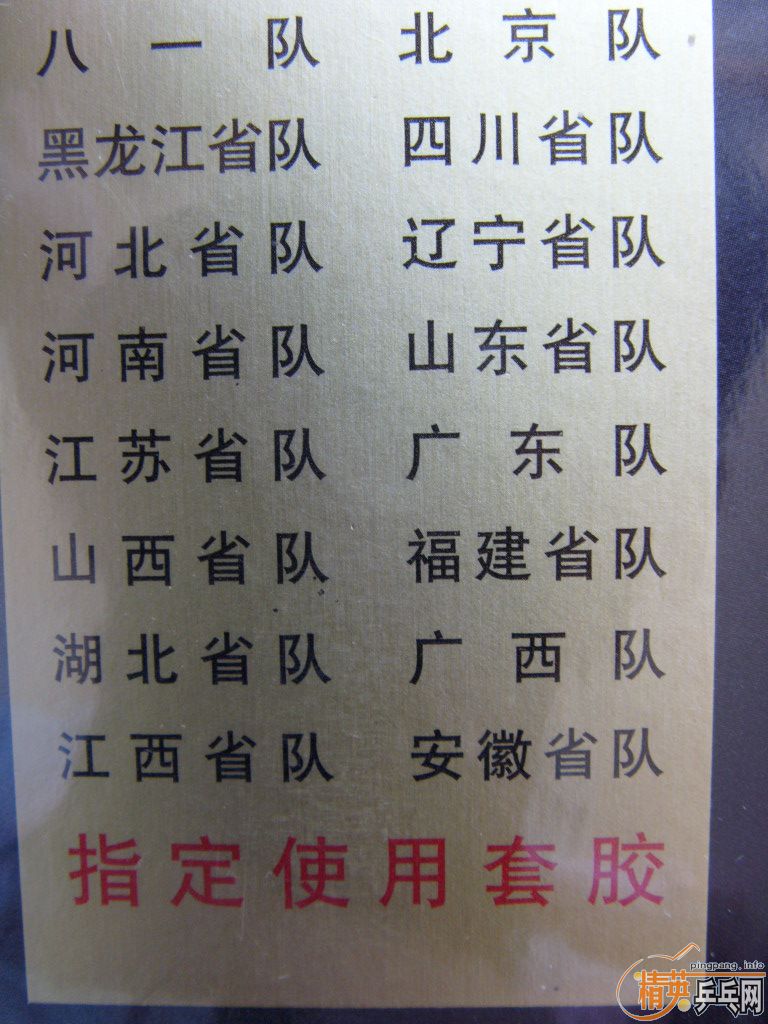 八一队 北京队
黑龙江省队 四川省队
河北省队 辽宁省队
河南省队 山东省队
江苏省队 广东队
山西省队 福建省队
湖北省队 广西队
江西省队 安徽省队
指定使用套胶
pingpang.info
精英乒乓网